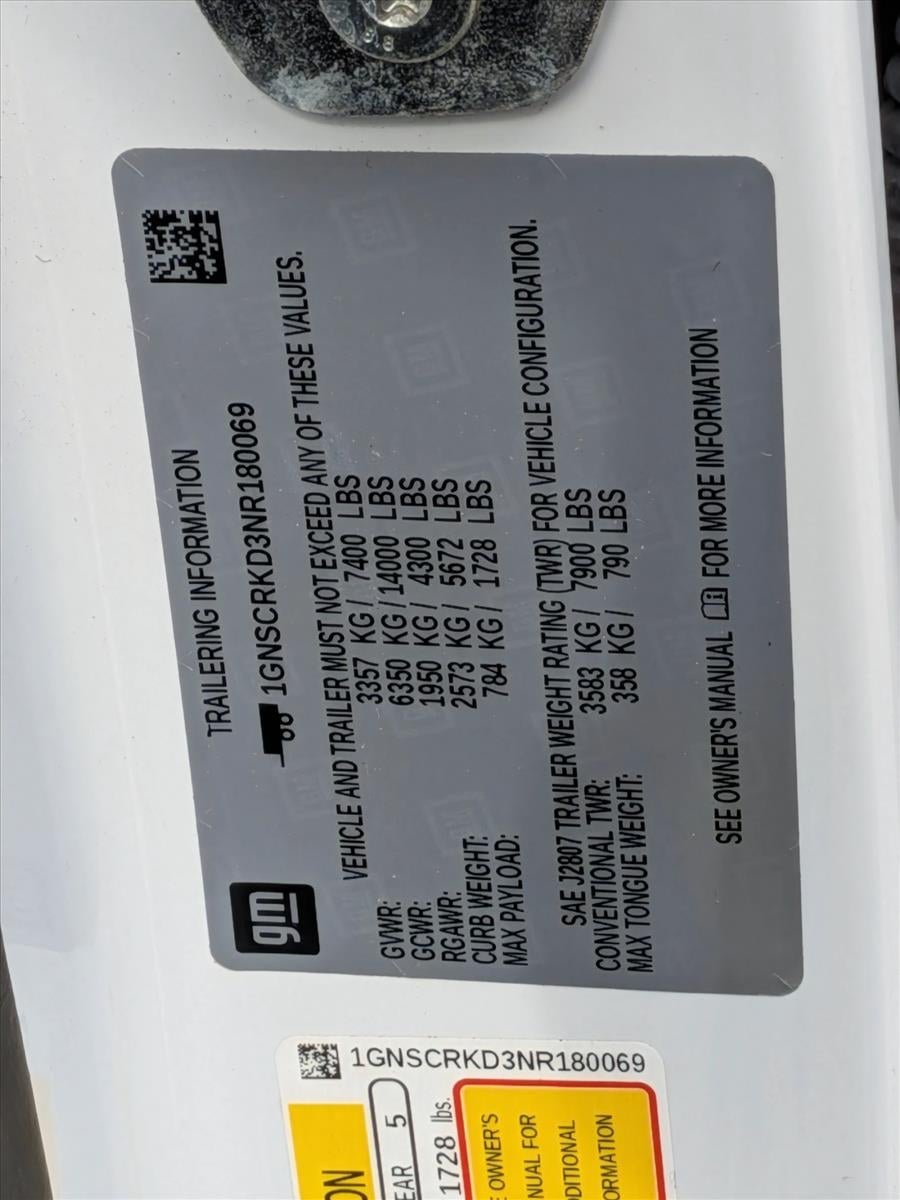 gm
TRAILERING INFORMATION
1GNSCRKD3NR180069
VEHICLE AND TRAILER MUST NOT EXCEED ANY OF THESE VALUES.
GVWR: 3357 KG / 7400 LBS
GCWR: 6350 KG / 14000 LBS
RGAWR: 1950 KG / 4300 LBS
CURB WEIGHT: 2573 KG / 5672 LBS
MAX PAYLOAD: 784 KG / 1728 LBS
SAE J2807 TRAILER WEIGHT RATING (TWR) FOR VEHICLE CONFIGURATION.
CONVENTIONAL TWR: 3583 KG / 7900 LBS
MAX TONGUE WEIGHT: 358 KG / 790 LBS
SEE OWNER'S MANUAL FOR MORE INFORMATION
1GNSCRKD3NR180069
ON
EAR 5
1728 lbs.
E OWNER'S
NUAL FOR
DITIONAL
ORMATION